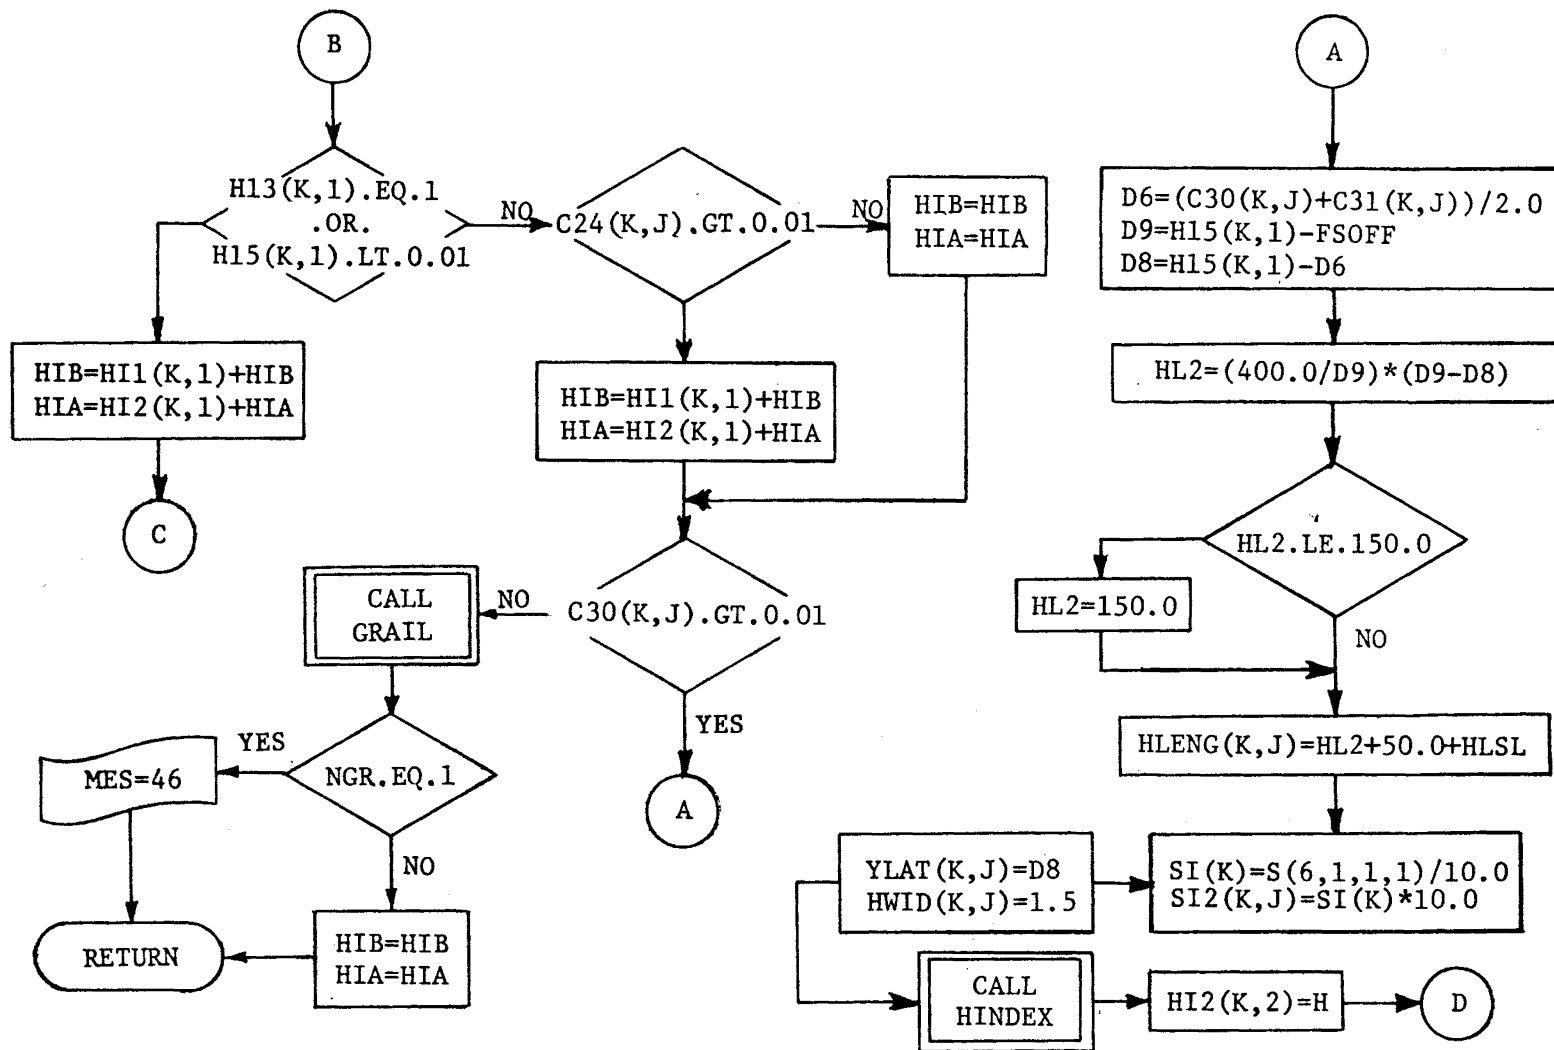 B
H13(K,1).EQ.1
.OR.
H15(K,1).LT.0.01
NO
C24(K,J).GT.0.01
NO
HIB=HIB
HIA=HIA
HIB=HI1(K,1)+HIB
HIA=HI2(K,1)+HIA
C
HIB=HI1(K,1)+HIB
HIA=HI2(K,1)+HIA
C30(K,J).GT.0.01
NO
YES
A
CALL
GRAIL
NGR.EQ.1
YES
MES=46
NO
HIB=HIB
HIA=HIA
RETURN
A
D6=(C30(K,J)+C31(K,J))/2.0
D9=H15(K,1)-FSOFF
D8=H15(K,1)-D6
HL2=(400.0/D9)*(D9-D8)
HL2.LE.150.0
HL2=150.0
NO
HLENG(K,J)=HL2+50.0+HLSL
SI(K)=S(6,1,1,1)/10.0
SI2(K,J)=SI(K)*10.0
YLAT(K,J)=D8
HWID(K,J)=1.5
CALL
HINDEX
HI2(K,2)=H
D